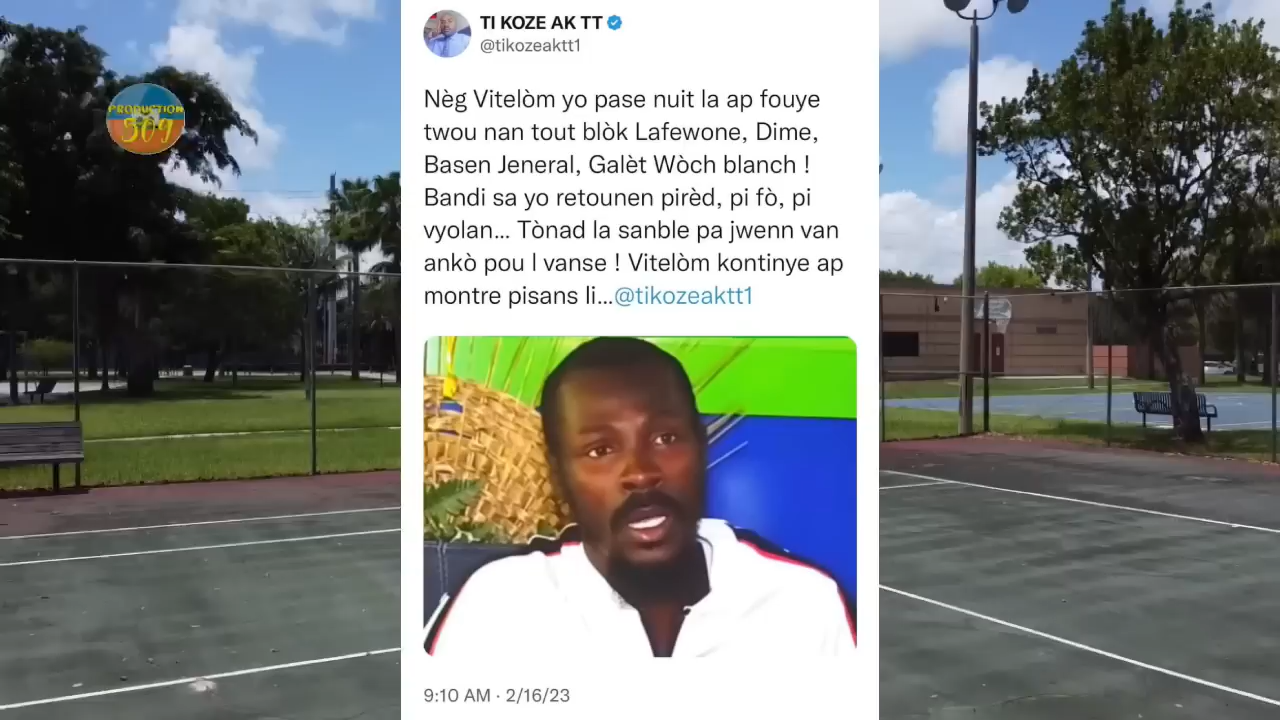 PRODUCTION
509
TI KOZE AK TT
@tikozeaktt1
Nèg Vitelòm yo pase nuit la ap fouye
twou nan tout blòk Lafewone, Dime,
Basen Jeneral, Galèt Wòch blanch !
Bandi sa yo retounen pirèd, pi fò, pi
vyolan... Tònad la sanble pa jwenn van
ankò pou l vanse ! Vitelòm kontinye ap
montre pisans li...@tikozeaktt1
9:10 AM · 2/16/23